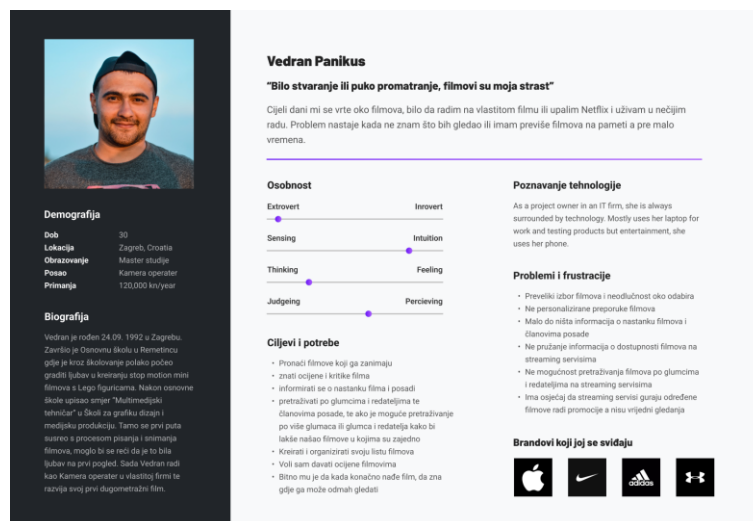 Vedran Panikus
“Bilo stvaranje ili puko promatranje, filmovi su moja strast”
Cijeli dani mi se vrte oko filmova, bilo da radim na vlastitom filmu ili upalim Netflix i uživam u nečijim
radu. Problem nastaje kada ne znam što bih gledao ili imam previše filmova na pameti a pre malo
vremena.
Demografija
Dob 30
Lokacija Zagreb, Croatia
Obrazovanje Master studije
Posao Kamera operater
Primanja 120,000 kn/year
Biografija
Vedran je rođen 24.09. 1992 u Zagrebu.
Završio je Osnovnu školu u Remetincu
gdje je kroz školovanje polako počeo
graditi ljubav u kreiranju stop motion mini
filmova s Lego figuricama. Nakon osnovne
škole upisao smjer “Multimedijski
tehničar” u Školi za grafiku dizajn i
medijsku produkciju. Tamo se prvi puta
susreo s procesom pisanja i snimanja
filmova, moglo bi se reći da je to bila
ljubav na prvi pogled. Sada Vedran radi
kao Kamera operater u vlastitoj firmi te
razvija svoj prvi dugometražni film.
Osobnost
Extrovert Inrovert
Sensing Intuition
Thinking Feeling
Judgeing Percieving
Ciljevi i potrebe
• Pronaći filmove koji ga zanimaju
• znati ocijene i kritike filma
• informirati se o nastanku filma i posadi
• pretraživati po glumcima i redateljima te
članovima posade, te ako je moguće pretraživanje
po više glumaca ili glumca i redatelja kako bi
lakše našao filmove u kojima su zajedno
• Kreirati i organizirati svoju listu filmova
• Voli sam davati ocijene filmovima
• Bitno mu je da kada konačno nađe film, da zna
gdje ga može odmah gledati
Poznavanje tehnologije
As a project owner in an IT firm, she is always
surrounded by technology. Mostly uses her laptop for
work and testing products but entertainment, she
uses her phone.
Problemi i frustracije
• Preveliki izbor filmova i neodlučnost oko odabira
• Ne personalizirane preporuke filmova
• Malo do ništa informacija o nastanku filmova i
članovima posade
• Ne pružanje informacija o dostupnosti filmova na
streaming servisima
• Ne mogućnost pretraživanja filmova po glumcima
i redateljima na streaming servisima
• Ima osjećaj da streaming servisi guraju određene
filmove radi promocije a nisu vrijedni gledanja
Brandovi koji joj se sviđaju
adidas